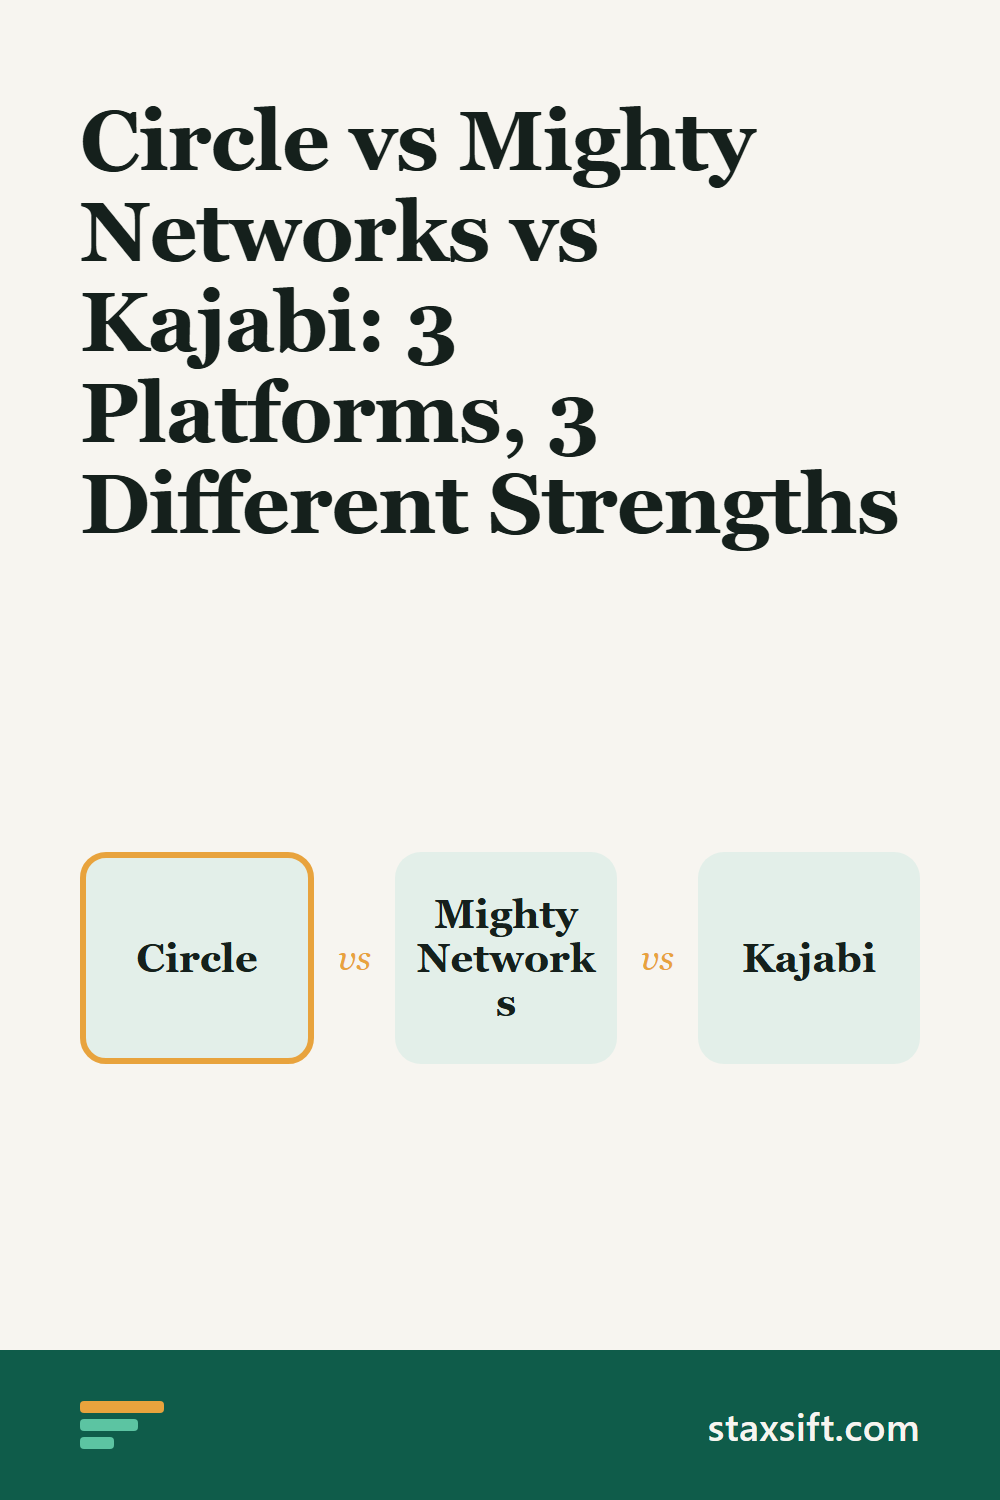 Circle vs Mighty
Networks vs
Kajabi: 3
Platforms, 3
Different Strengths
Circle
vs
Mighty
Network
s
vs
Kajabi
staxsift.com